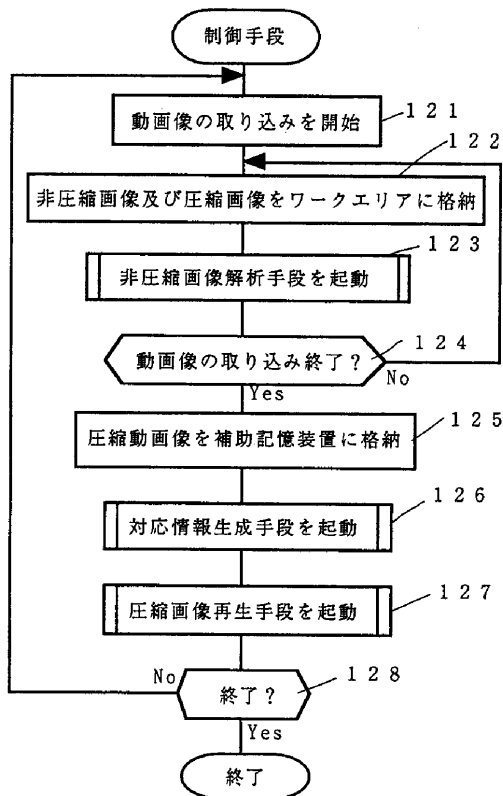 制御手段
動画像の取り込みを開始
121
122
非圧縮画像及び圧縮画像をワークエリアに格納
123
非圧縮画像解析手段を起動
124
動画像の取り込み終了?
No
Yes
125
圧縮動画像を補助記憶装置に格納
126
対応情報生成手段を起動
127
圧縮画像再生手段を起動
No
128
終了?
Yes
終了